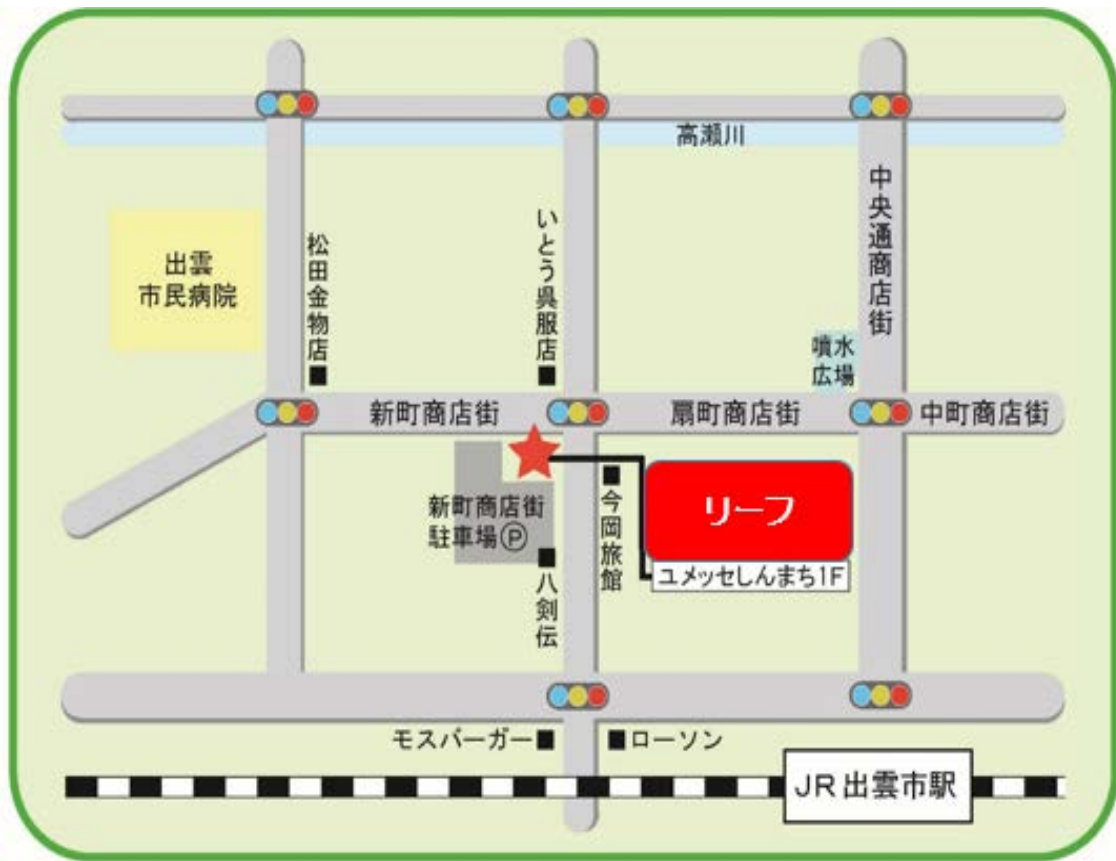 高瀬川
中央通商店街
いとう呉服店
松田金物店
出雲
市民病院
噴水
広場
新町商店街
扇町商店街
中町商店街
リーフ
ユメッセしんまち1F
今岡旅館
新町商店街
駐車場Ⓟ
八剣伝
モスバーガー
ローソン
JR出雲市駅